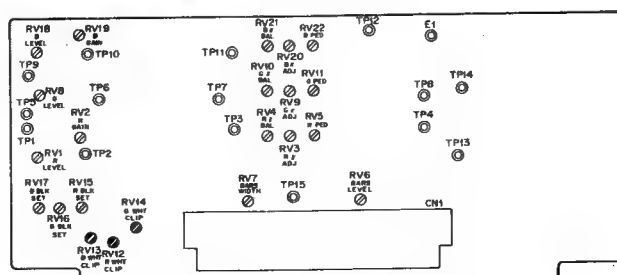 RV18
B
LEVEL
RV19
B
GAIN
TP10
TP9
RV8
G
LEVEL
TP6
TP5
RV2
R
GAIN
TP1
TP2
RV1
R
LEVEL
RV17
B BLK
SET
RV15
R BLK
SET
RV16
G BLK
SET
RV14
G WHT
CLIP
RV13
B WHT
CLIP
RV12
R WHT
CLIP
TP11
RV21
BAL
RV22
B PED
RV20
ADJ
TP7
RV10
BAL
RV11
G PED
RV9
ADJ
TP3
RV4
BAL
RV5
R PED
RV3
ADJ
RV7
BARS
WIDTH
TP15
RV6
BARS
LEVEL
TP12
E1
TP8
TP14
TP4
TP13
CN1